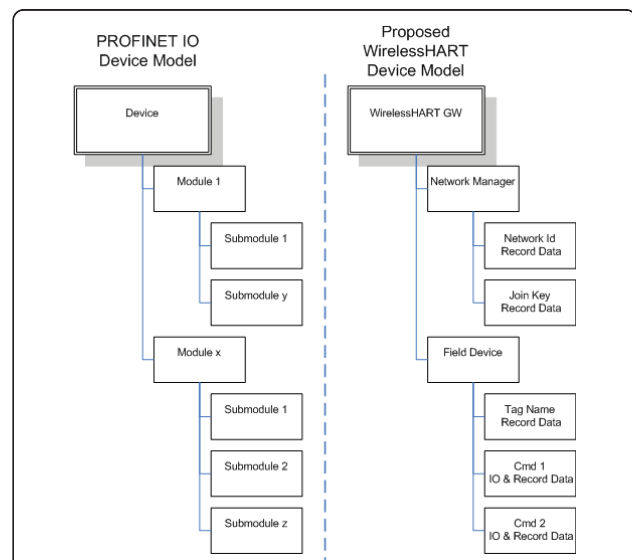 PROFINET IO
Device Model
Device
Module 1
Submodule 1
Submodule y
Module x
Submodule 1
Submodule 2
Submodule z
Proposed
WirelessHART
Device Model
WirelessHART GW
Network Manager
Network Id
Record Data
Join Key
Record Data
Field Device
Tag Name
Record Data
Cmd 1
IO & Record Data
Cmd 2
IO & Record Data